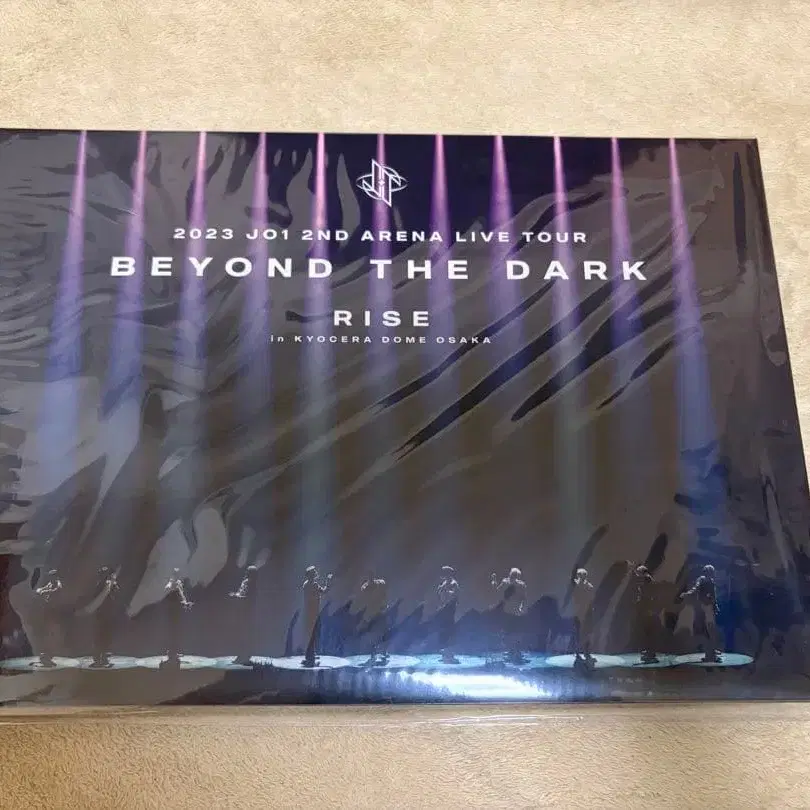 2023 JO1 2ND ARENA LIVE TOUR
BEYOND THE DARK
RISE
in KYOCERA DOME OSAKA